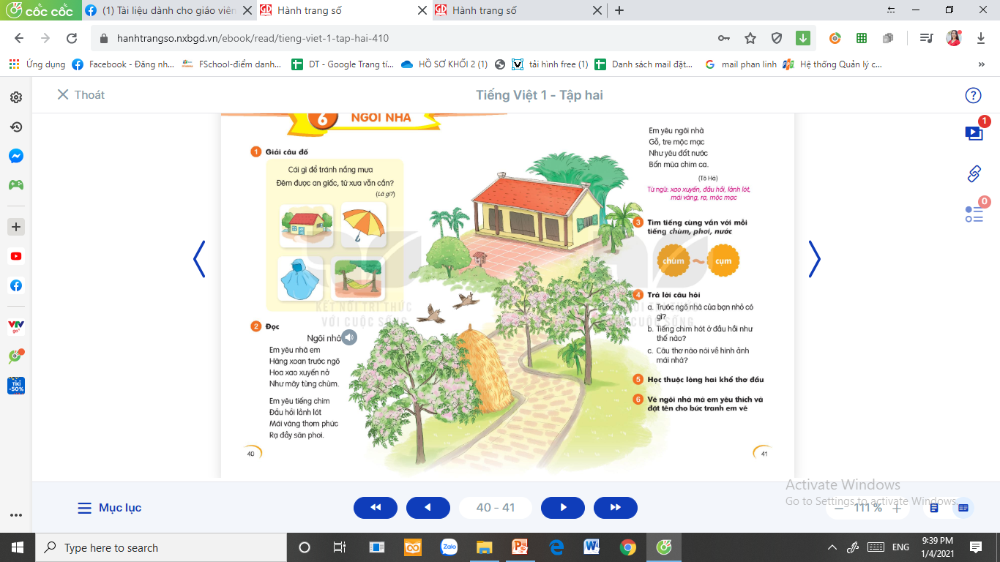 cốc cốc
(1) Tài liệu dành cho giáo viên
Hành trang số
Hành trang số
hanhtrangso.nxbgd.vn/ebook/read/tieng-viet-1-tap-hai-410
Ứng dụng
Facebook - Đăng nh...
FSchool-điểm danh...
DT - Google Trang tí...
HỒ SƠ KHỐI 2 (1)
tải hình free (1)
Danh sách mail đặt...
mail phan linh
Hệ thống Quản lý c...
Thoát
Tiếng Việt 1 - Tập hai
?
1
0
6
NGÔI NHÀ
1 Giải câu đố
Cái gì để tránh nắng mưa
Đêm được an giấc, từ xưa vẫn cần?
(Là gì?)
2 Đọc
Ngôi nhà
Em yêu nhà em
Hàng xoan trước ngõ
Hoa xao xuyến nở
Như mây từng chùm.
Em yêu tiếng chim
Đầu hồi lảnh lót
Mái vàng thơm phức
Rạ đầy sân phơi.
40
Em yêu ngôi nhà
Gỗ, tre mộc mạc
Như yêu đất nước
Bốn mùa chim ca.
(Tô Hà)
Từ ngữ: xao xuyến, đầu hồi, lảnh lót,
mái vàng, rạ, mộc mạc
3 Tìm tiếng cùng vần với mỗi
tiếng chùm, phơi, nước
chùm ~ cụm
4 Trả lời câu hỏi
a. Trước ngõ nhà của bạn nhỏ có
gì?
b. Tiếng chim hót ở đầu hồi như
thế nào?
c. Câu thơ nào nói về hình ảnh
mái nhà?
5 Học thuộc lòng hai khổ thơ đầu
6 Vẽ ngôi nhà mà em yêu thích và
đặt tên cho bức tranh em vẽ
41
KẾT NỐI TRI THỨC
VỚI CUỘC SỐNG
VTV
go
TIKI
-50%
Mục lục
40 - 41
111 %
Activate Windows
Go to Settings to activate Windows.
Type here to search
Zalo
ENG
9:39 PM
1/4/2021